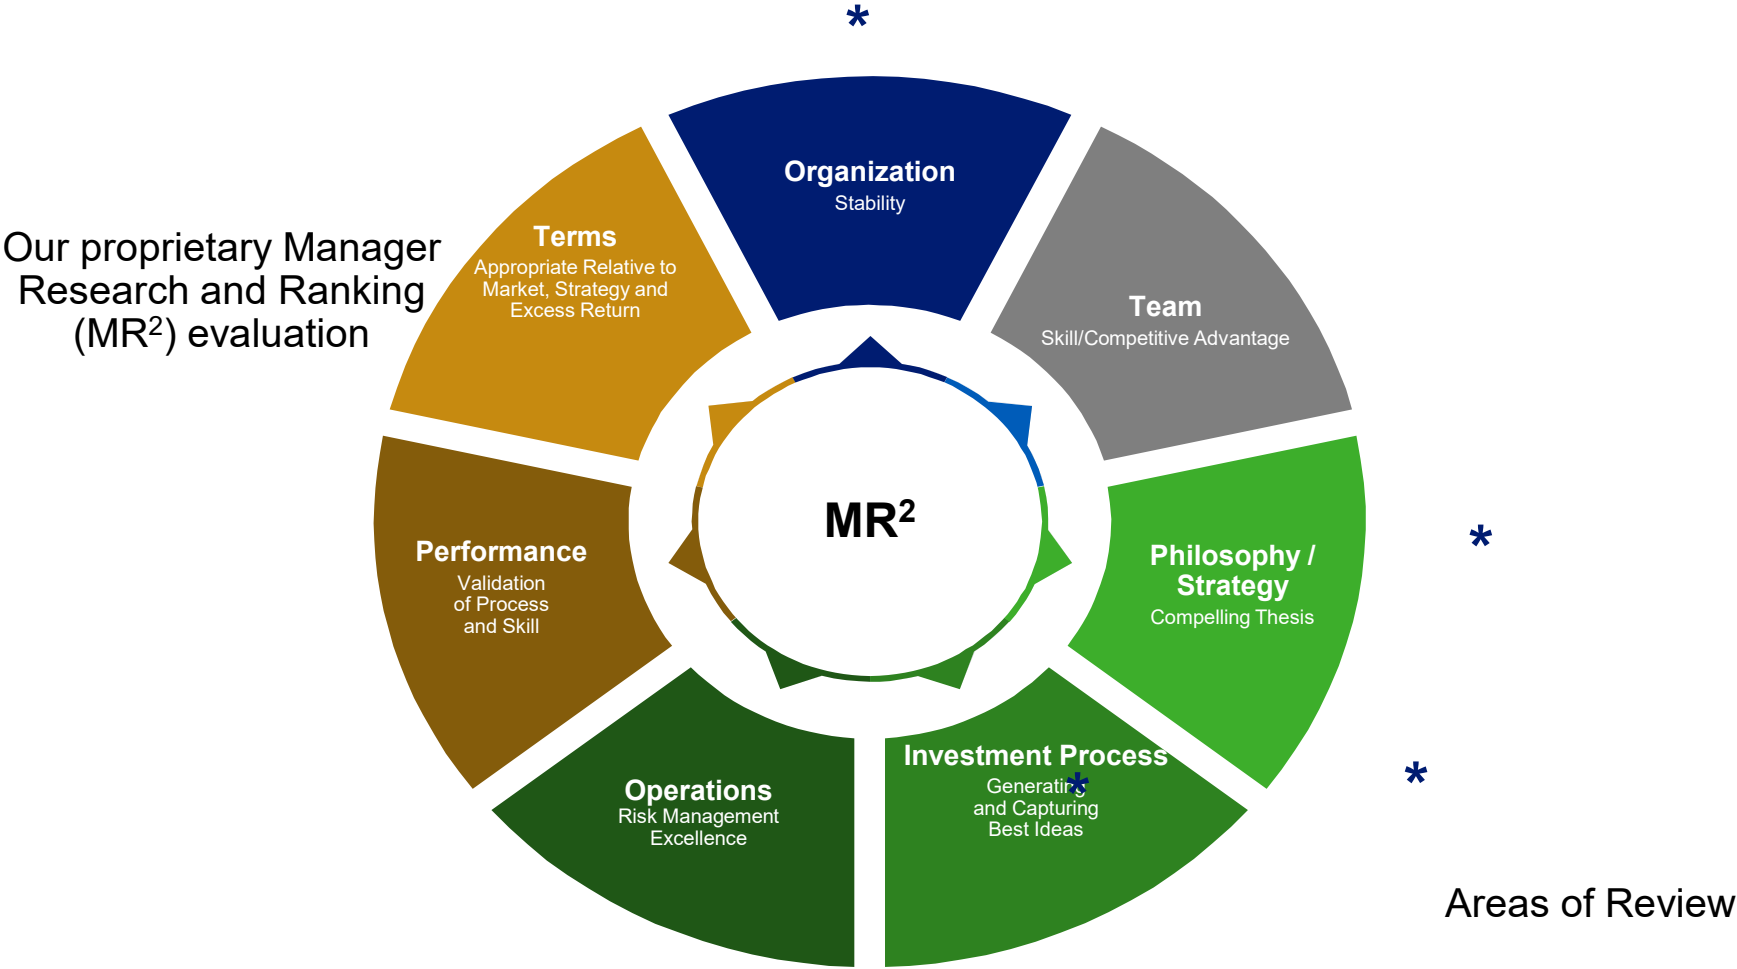 *
Organization
Stability
Our proprietary Manager
Research and Ranking
(MR²) evaluation
Terms
Appropriate Relative to
Market, Strategy and
Excess Return
Team
Skill/Competitive Advantage
MR²
Performance
Validation
of Process
and Skill
Philosophy /
Strategy
Compelling Thesis
*
Operations
Risk Management
Excellence
Investment Process
Generating
and Capturing
Best Ideas
*
*
Areas of Review